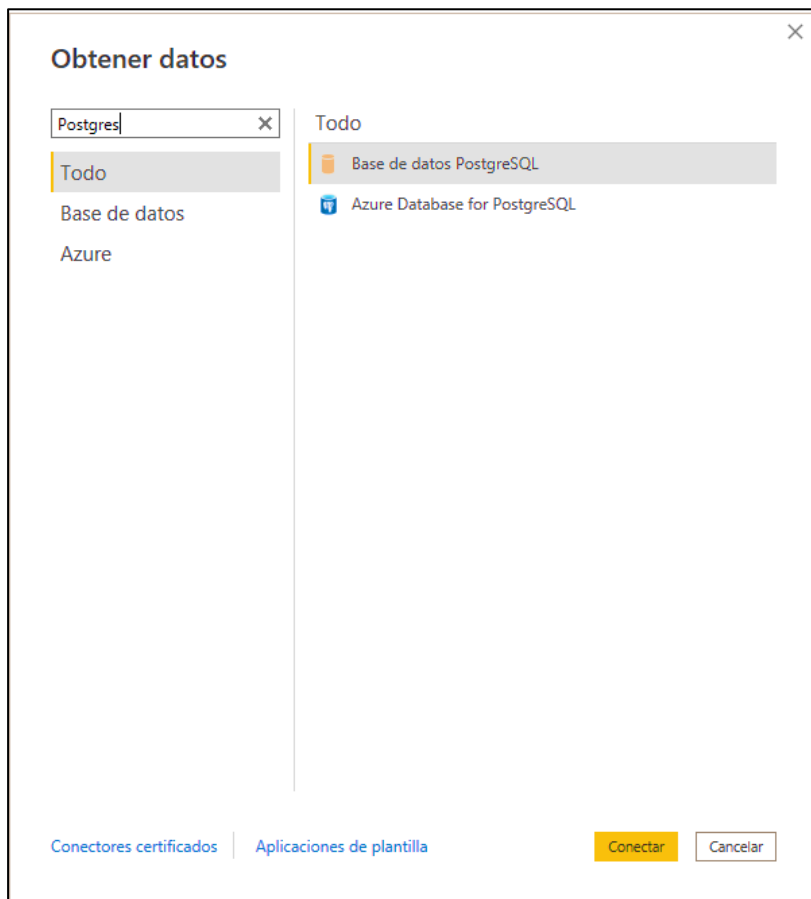 Obtener datos
Postgres
Todo
Base de datos
Azure
Todo
Base de datos PostgreSQL
Azure Database for PostgreSQL
Conectores certificados
Aplicaciones de plantilla
Conectar
Cancelar